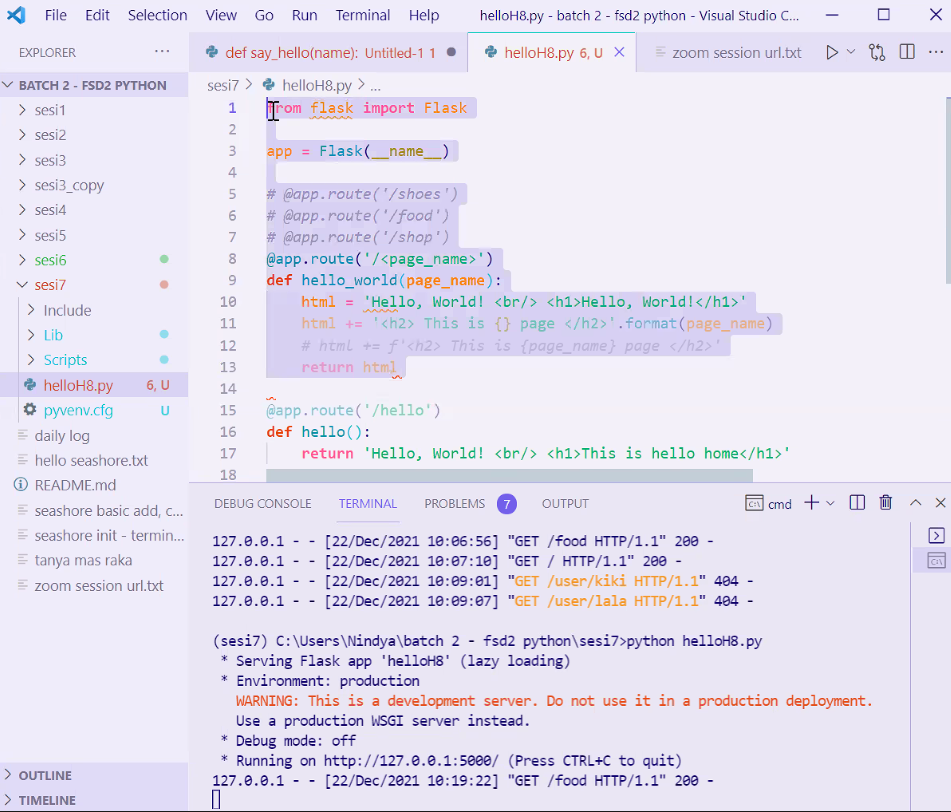 File Edit Selection View Go Run Terminal Help helloH8.py - batch 2 - fsd2 python - Visual Studio C...
EXPLORER ...
def say_hello(name): Untitled-1 1
helloH8.py 6, U
zoom session url.txt
BATCH 2 - FSD2 PYTHON
sesi1
sesi2
sesi3
sesi3_copy
sesi4
sesi5
sesi6
sesi7
Include
Lib
Scripts
helloH8.py 6, U
pyvenv.cfg U
daily log
hello seashore.txt
README.md
seashore basic add, c...
seashore init - termin...
tanya mas raka
zoom session url.txt
OUTLINE
TIMELINE
sesi7 > helloH8.py > ...
1 from flask import Flask
2
3 app = Flask(__name__)
4
5 # @app.route('/shoes')
6 # @app.route('/food')
7 # @app.route('/shop')
8 @app.route('/<page_name>')
9 def hello_world(page_name):
10 html = 'Hello, World! <br/> <h1>Hello, World!</h1>'
11 html += '<h2> This is {} page </h2>'.format(page_name)
12 # html += f'<h2> This is {page_name} page </h2>'
13 return html
14
15 @app.route('/hello')
16 def hello():
17 return 'Hello, World! <br/> <h1>This is hello home</h1>'
18
DEBUG CONSOLE TERMINAL PROBLEMS 7 OUTPUT cmd
127.0.0.1 - - [22/Dec/2021 10:06:56] "GET /food HTTP/1.1" 200 -
127.0.0.1 - - [22/Dec/2021 10:07:10] "GET / HTTP/1.1" 200 -
127.0.0.1 - - [22/Dec/2021 10:09:01] "GET /user/kiki HTTP/1.1" 404 -
127.0.0.1 - - [22/Dec/2021 10:09:07] "GET /user/lala HTTP/1.1" 404 -
(sesi7) C:\Users\Nindya\batch 2 - fsd2 python\sesi7>python helloH8.py
* Serving Flask app 'helloH8' (lazy loading)
* Environment: production
WARNING: This is a development server. Do not use it in a production deployment.
Use a production WSGI server instead.
* Debug mode: off
* Running on http://127.0.0.1:5000/ (Press CTRL+C to quit)
127.0.0.1 - - [22/Dec/2021 10:19:22] "GET /food HTTP/1.1" 200 -